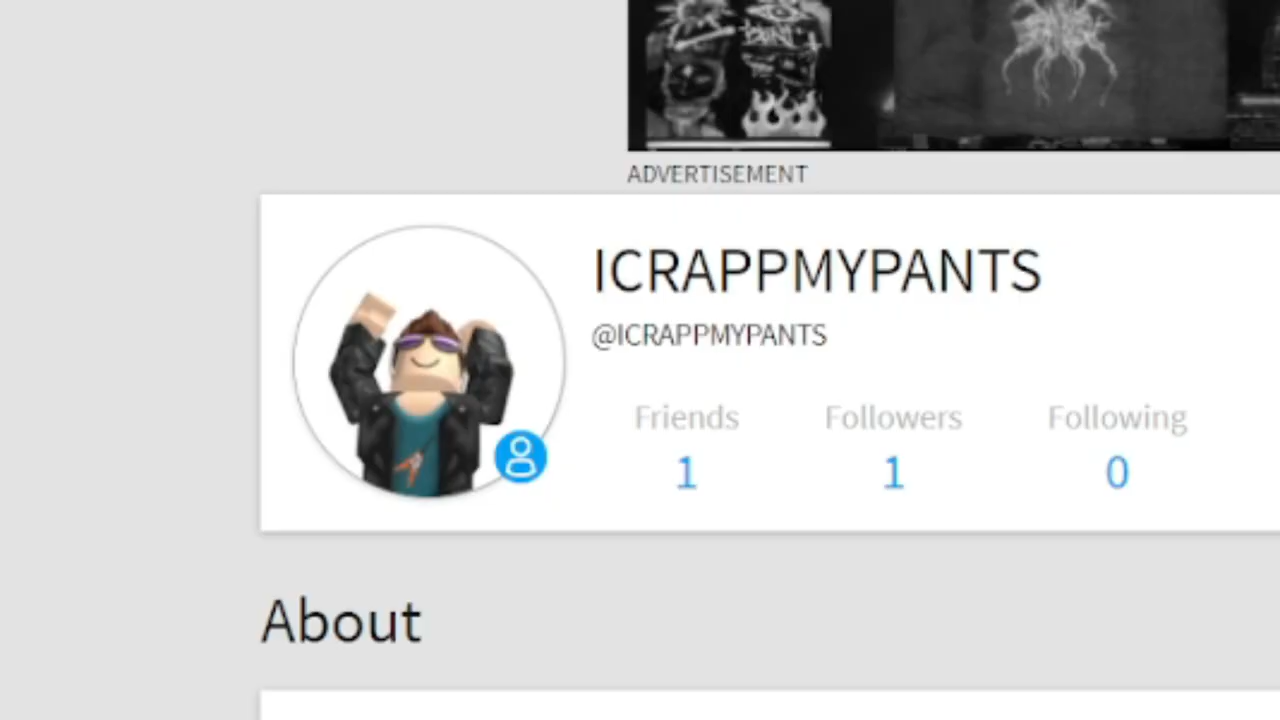 ADVERTISEMENT
ICRAPPMYPANTS
@ICRAPPMYPANTS
Friends Followers Following
1 1 0
About